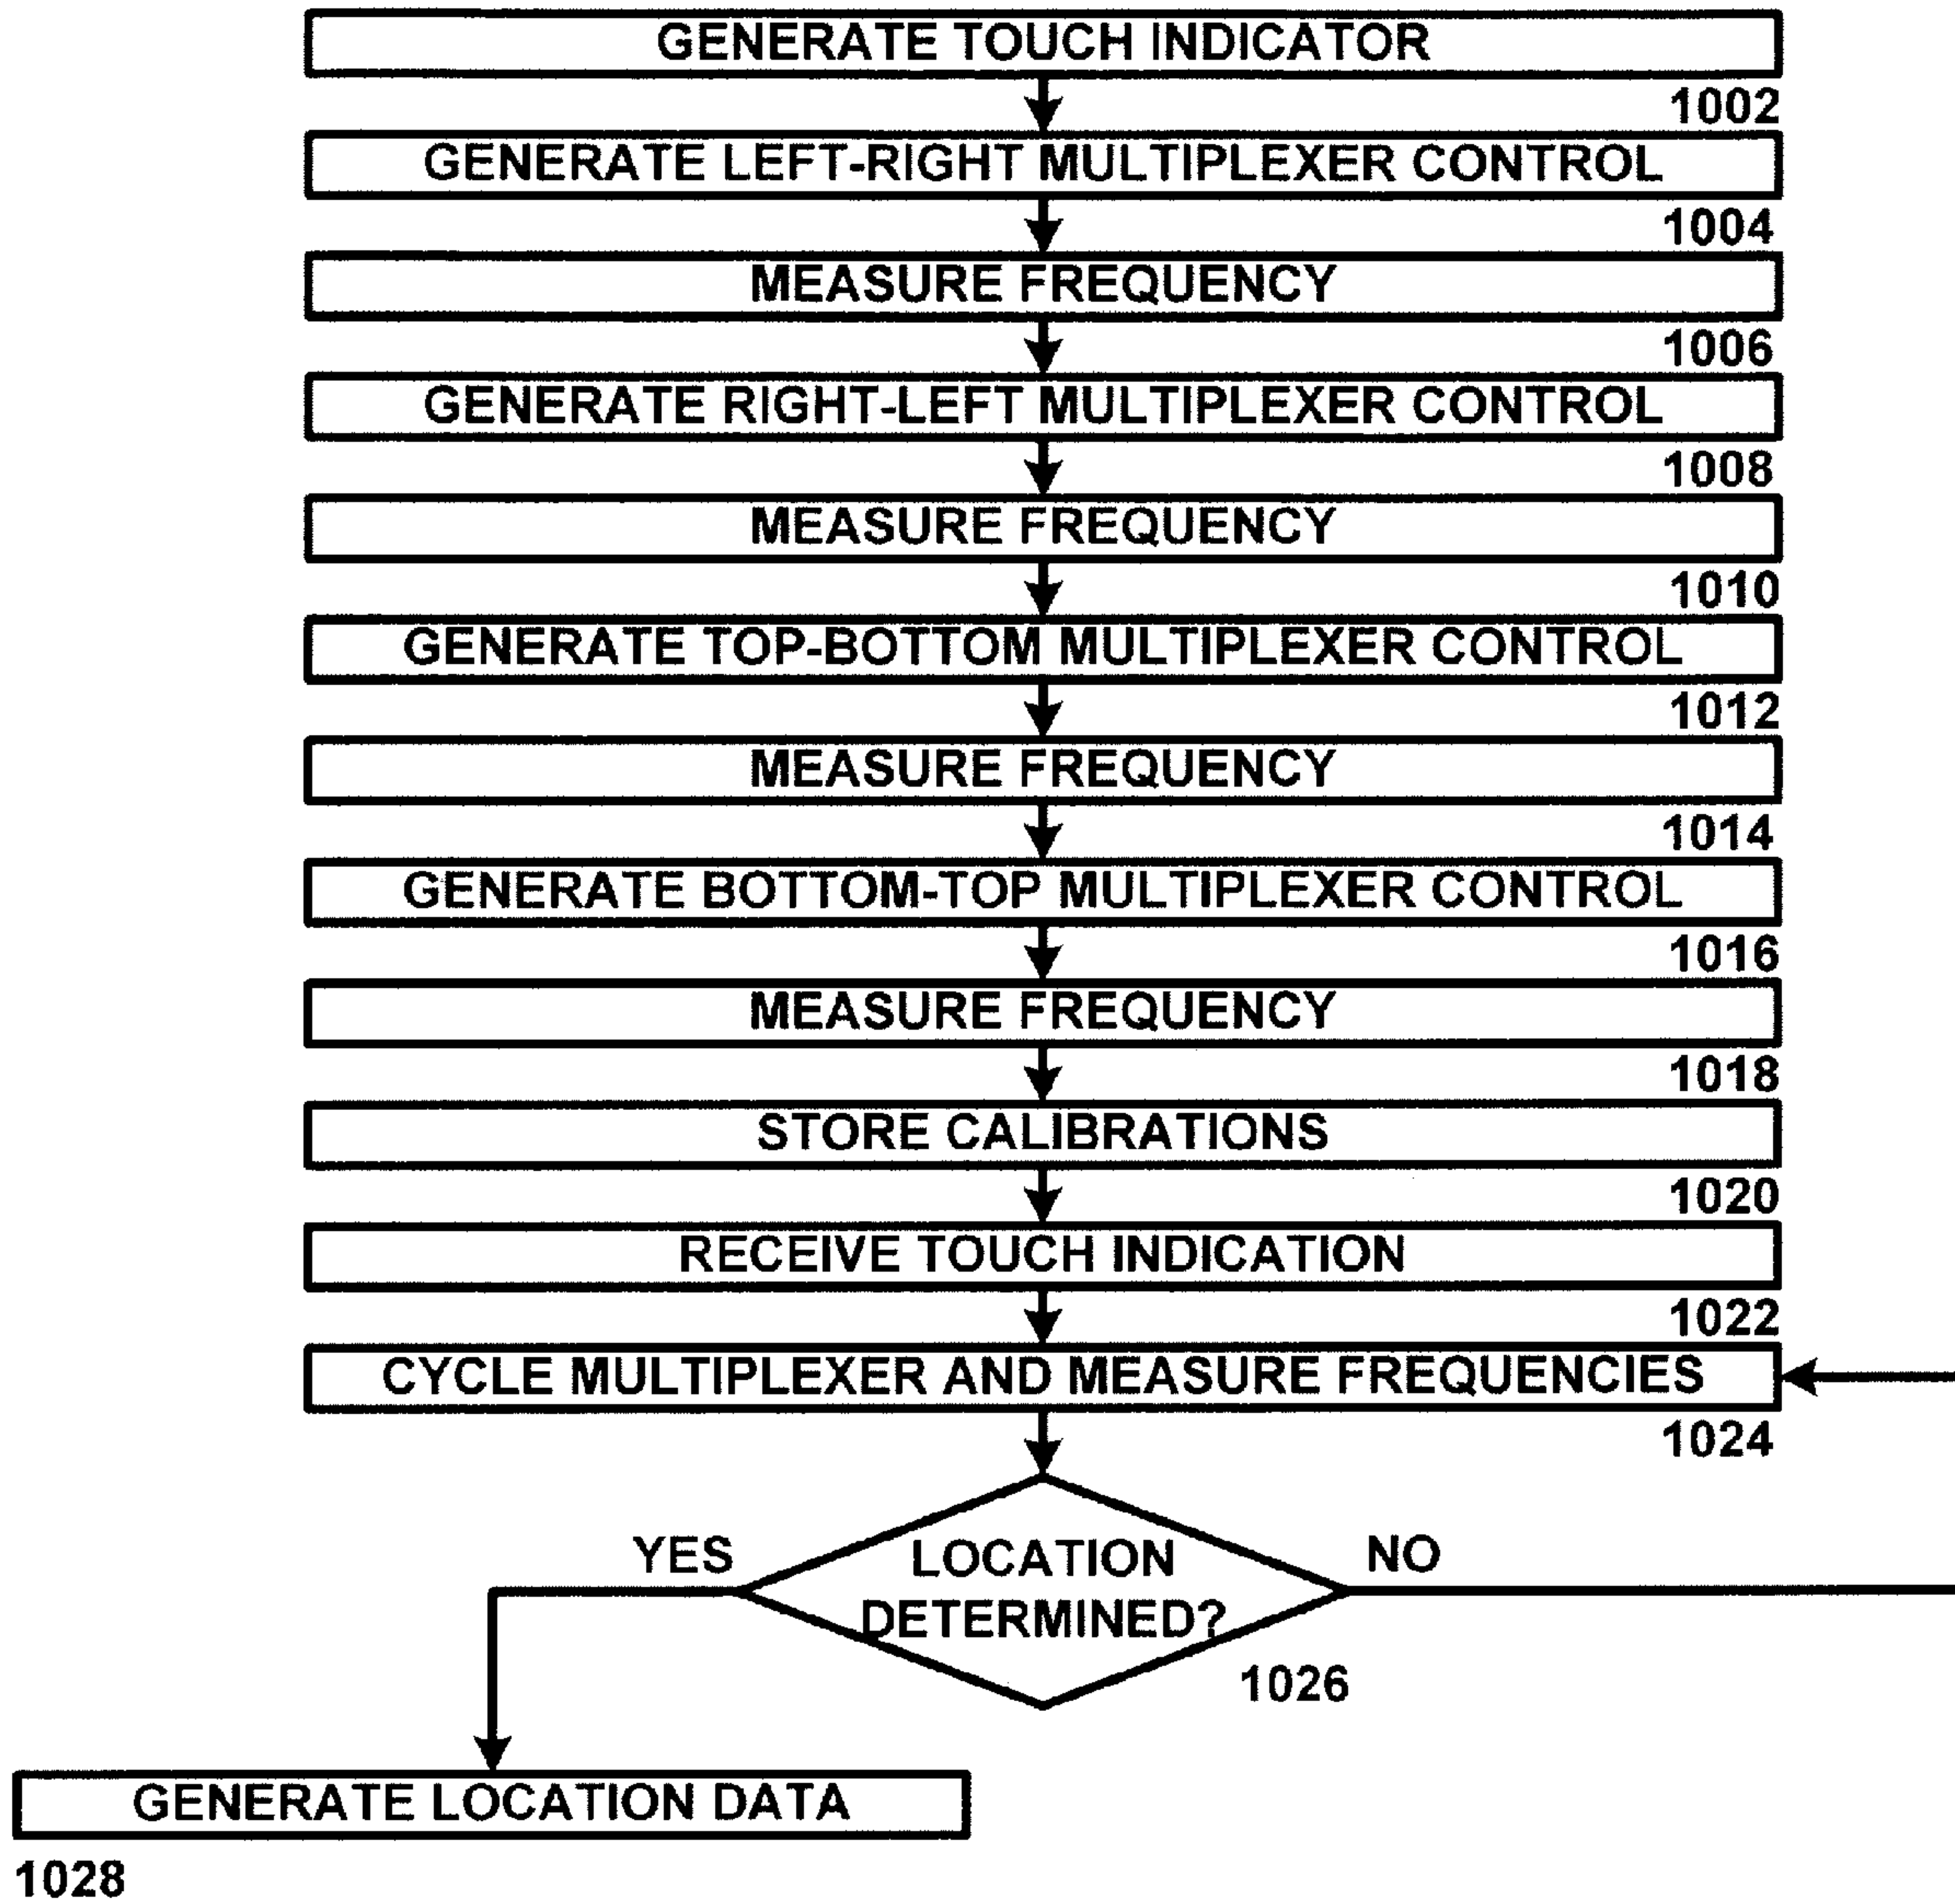 GENERATE TOUCH INDICATOR
1002
GENERATE LEFT-RIGHT MULTIPLEXER CONTROL
1004
MEASURE FREQUENCY
1006
GENERATE RIGHT-LEFT MULTIPLEXER CONTROL
1008
MEASURE FREQUENCY
1010
GENERATE TOP-BOTTOM MULTIPLEXER CONTROL
1012
MEASURE FREQUENCY
1014
GENERATE BOTTOM-TOP MULTIPLEXER CONTROL
1016
MEASURE FREQUENCY
1018
STORE CALIBRATIONS
1020
RECEIVE TOUCH INDICATION
1022
CYCLE MULTIPLEXER AND MEASURE FREQUENCIES
1024
YES
LOCATION
DETERMINED?
NO
1026
GENERATE LOCATION DATA
1028